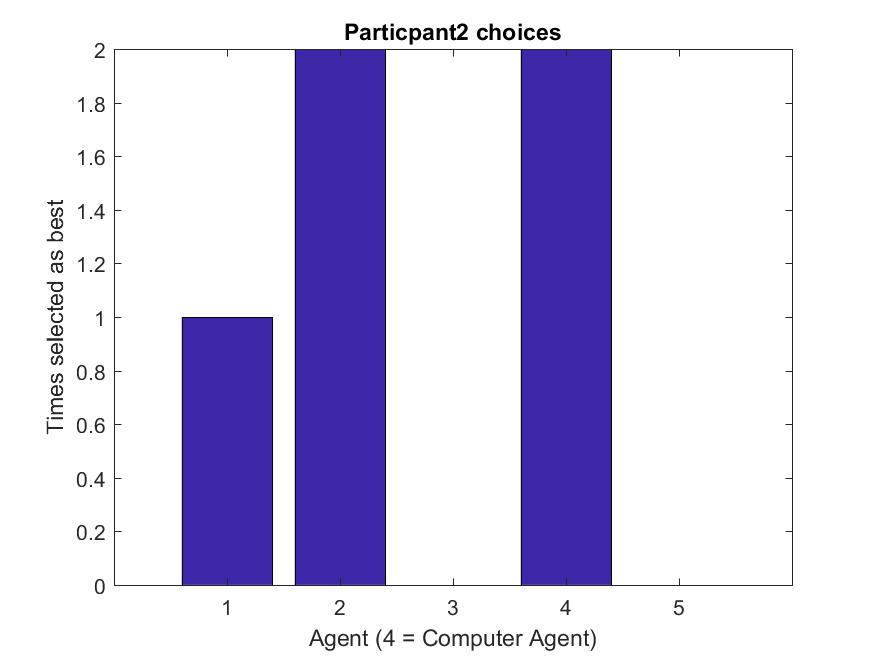 Particpant2 choices
2
1.8
1.6
1.4
1.2
1
0.8
0.6
0.4
0.2
0
Times selected as best
1 2 3 4 5
Agent (4 = Computer Agent)